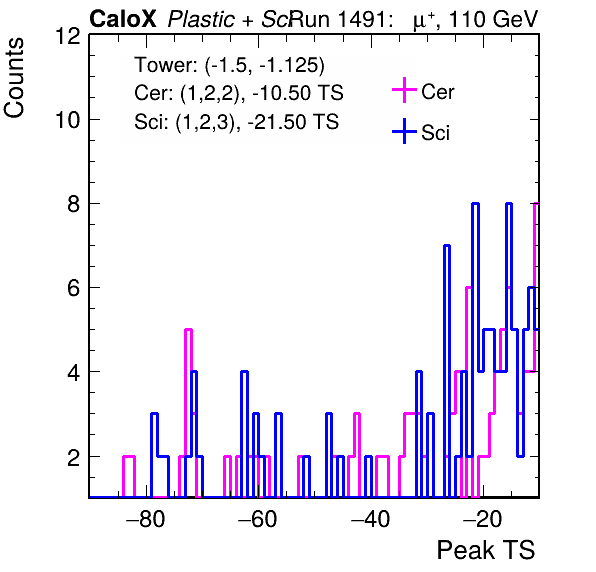 CaloX Plastic + Sci Run 1491: μ⁺, 110 GeV
Counts
Tower: (-1.5, -1.125)
Cer: (1,2,2), -10.50 TS
Sci: (1,2,3), -21.50 TS
Cer
Sci
12
10
8
6
4
2
−80 −60 −40 −20
Peak TS